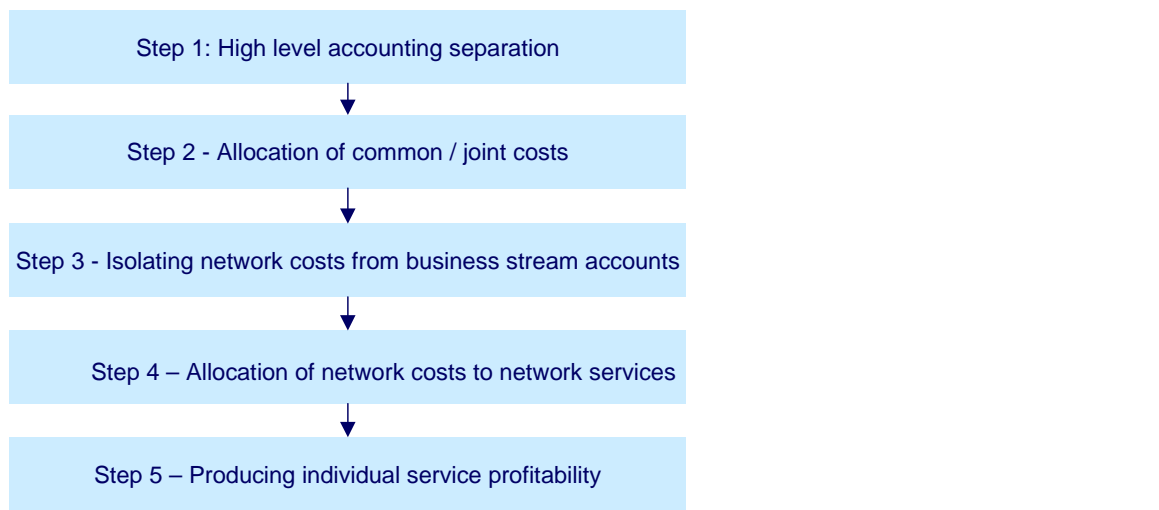 Step 1: High level accounting separation
Step 2 - Allocation of common / joint costs
Step 3 - Isolating network costs from business stream accounts
Step 4 – Allocation of network costs to network services
Step 5 – Producing individual service profitability